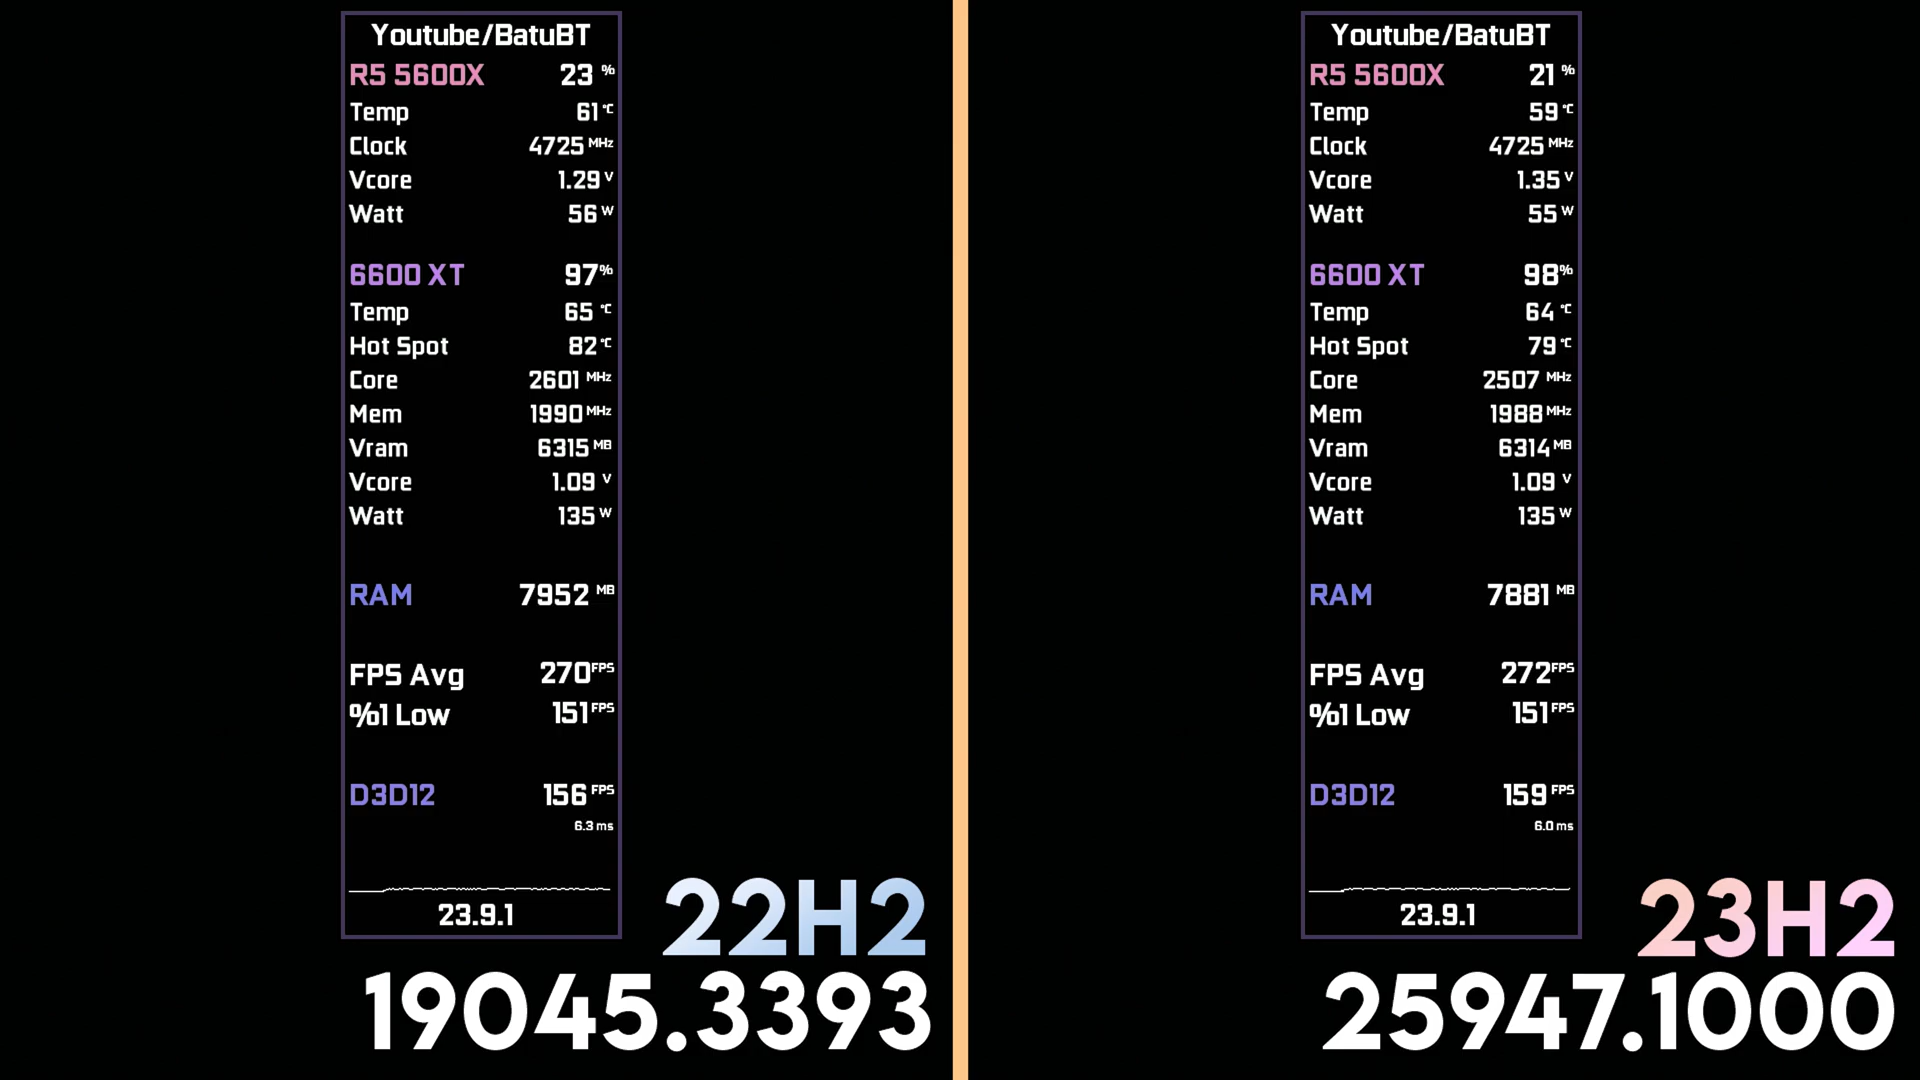 Youtube/BatuBT
R5 5600X 23 %
Temp 61 °C
Clock 4725 MHz
Vcore 1.29 V
Watt 56 W
6600 XT 97%
Temp 65 °C
Hot Spot 82 °C
Core 2601 MHz
Mem 1990 MHz
Vram 6315 MB
Vcore 1.09 V
Watt 135 W
RAM 7952 MB
FPS Avg 270 FPS
%1 Low 151 FPS
D3D12 156 FPS
6.3 ms
23.9.1
22H2
19045.3393
Youtube/BatuBT
R5 5600X 21 %
Temp 59 °C
Clock 4725 MHz
Vcore 1.35 V
Watt 55 W
6600 XT 98%
Temp 64 °C
Hot Spot 79 °C
Core 2507 MHz
Mem 1988 MHz
Vram 6314 MB
Vcore 1.09 V
Watt 135 W
RAM 7881 MB
FPS Avg 272 FPS
%1 Low 151 FPS
D3D12 159 FPS
6.0 ms
23.9.1
23H2
25947.1000